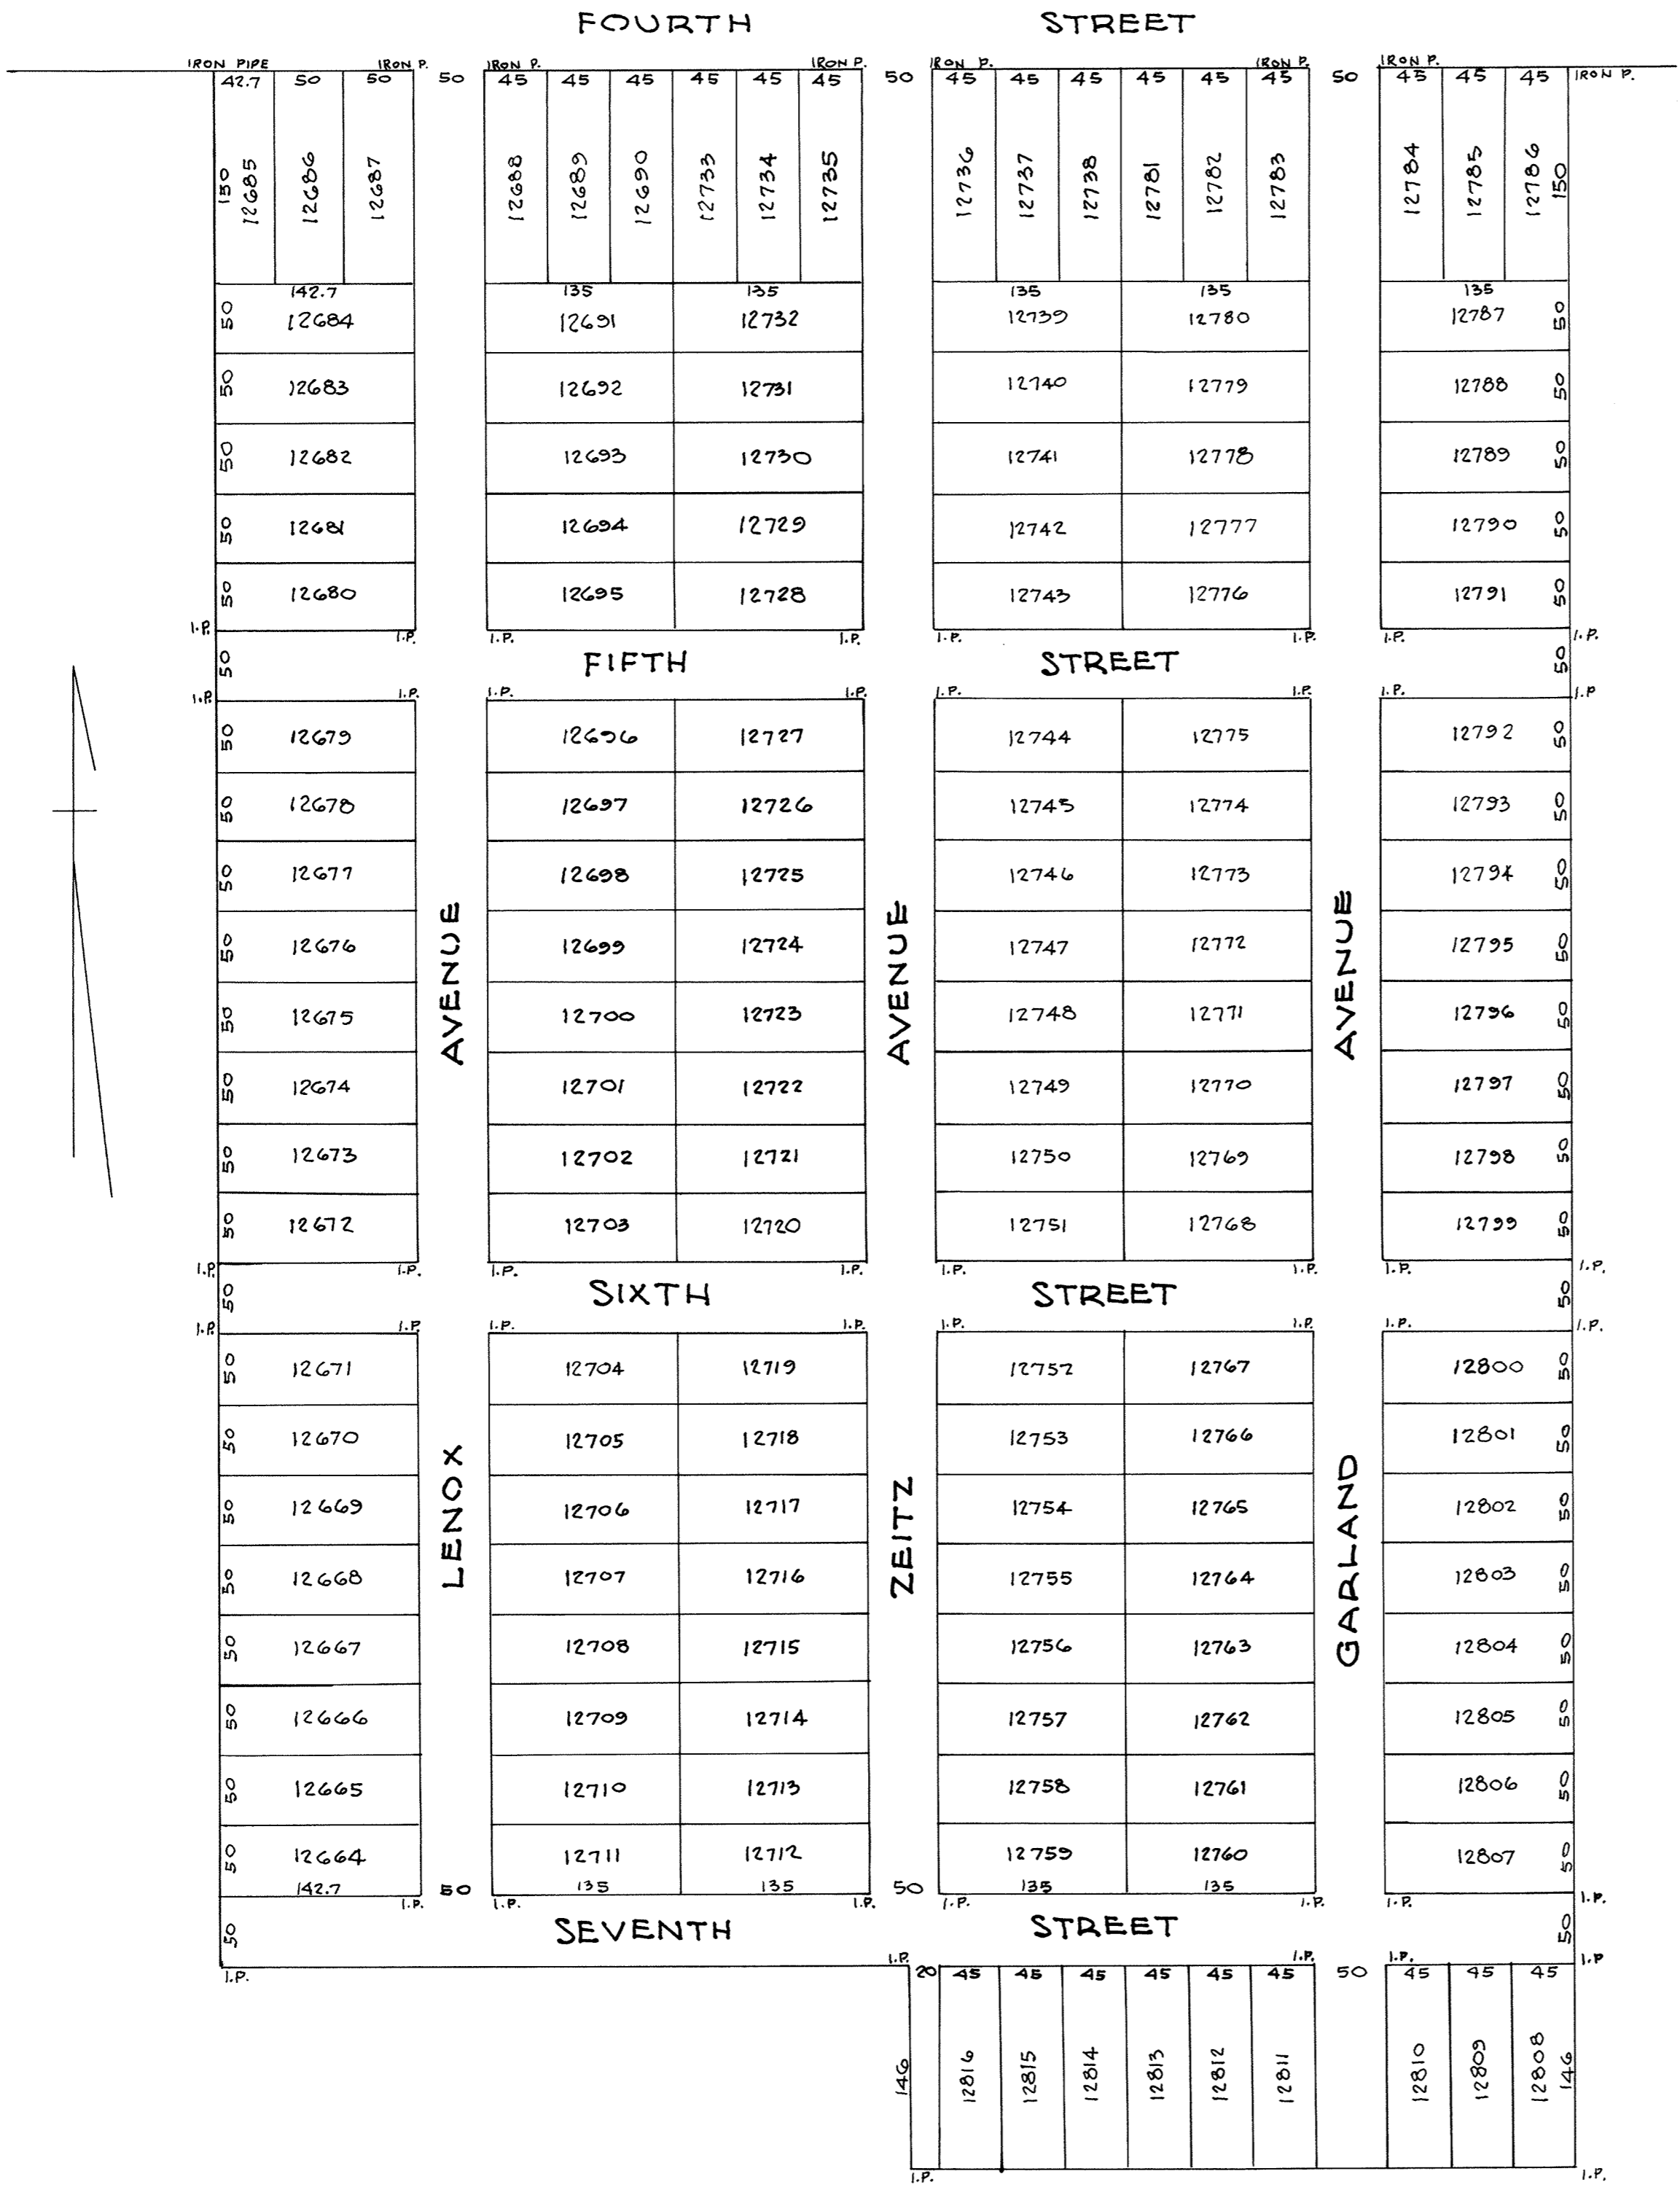 FOURTH STREET
IRON PIPE IRON P. IRON P. IRON P. IRON P. IRON P. IRON P. IRON P.
42.7 50 50 50 45 45 45 45 45 45 50 45 45 45 45 45 45 50 45 45 45
150 12685 12686 12687 12688 12689 12690 12733 12734 12735 12736 12737 12738 12781 12782 12783 12784 12785 12786 150
142.7 135 135 135 135 135
50 12684 12691 12732 12739 12780 12787 50
50 12683 12692 12731 12740 12779 12788 50
50 12682 12693 12730 12741 12778 12789 50
50 12681 12694 12729 12742 12777 12790 50
50 12680 12695 12728 12743 12776 12791 50
I.P. I.P. I.P. I.P. I.P. I.P. I.P. I.P.
50 FIFTH STREET 50
I.P. I.P. I.P. I.P. I.P. I.P. I.P. I.P
50 12679 12696 12727 12744 12775 12792 50
50 12678 12697 12726 12745 12774 12793 50
50 12677 12698 12725 12746 12773 12794 50
50 12676 12699 12724 12747 12772 12795 50
50 12675 12700 12723 12748 12771 12796 50
50 12674 12701 12722 12749 12770 12797 50
50 12673 12702 12721 12750 12769 12798 50
50 12672 12703 12720 12751 12768 12799 50
AVENUE AVENUE AVENUE
I.P. I.P. I.P. I.P. I.P. I.P. I.P. I.P.
50 SIXTH STREET 50
I.P. I.P. I.P. I.P. I.P. I.P. I.P. I.P.
50 12671 12704 12719 12752 12767 12800 50
50 12670 12705 12718 12753 12766 12801 50
50 12669 12706 12717 12754 12765 12802 50
50 12668 12707 12716 12755 12764 12803 50
50 12667 12708 12715 12756 12763 12804 50
50 12666 12709 12714 12757 12762 12805 50
50 12665 12710 12713 12758 12761 12806 50
50 12664 12711 12712 12759 12760 12807 50
LENOX ZEITZ GARLAND
142.7 50 135 135 50 135 135
I.P. I.P. I.P. I.P. I.P. I.P. I.P.
50 SEVENTH STREET 50
I.P. I.P. I.P. I.P. I.P
20 45 45 45 45 45 45 50 45 45 45
146 12816 12815 12814 12813 12812 12811 12810 12809 12808 146
I.P. I.P.